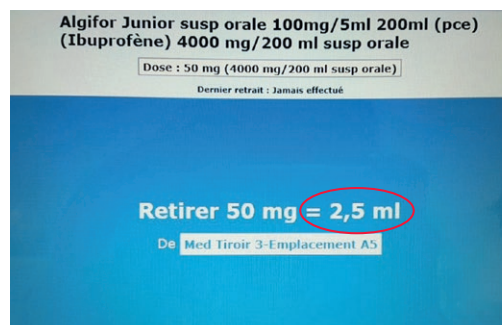 Algifor Junior susp orale 100mg/5ml 200ml (pce)
(Ibuprofène) 4000 mg/200 ml susp orale
Dose : 50 mg (4000 mg/200 ml susp orale)
Dernier retrait : Jamais effectué
Retirer 50 mg = 2,5 ml
De Med Tiroir 3-Emplacement A5